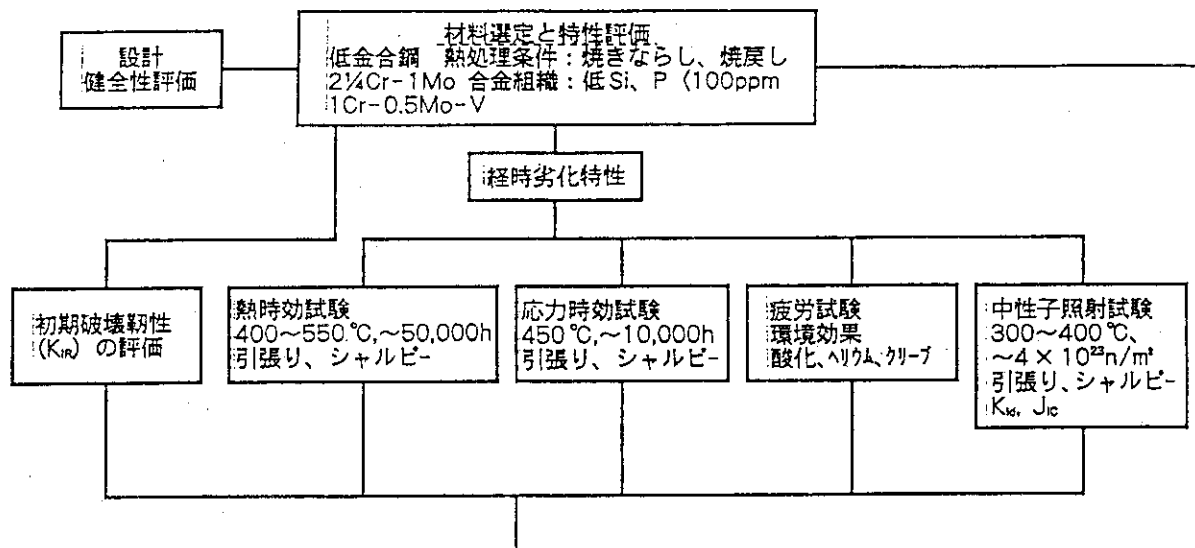 設計
健全性評価
材料選定と特性評価
低金合鋼 熱処理条件：焼きならし、焼戻し
2¼Cr-1Mo 合金組織：低Si、P〈100ppm
1Cr-0.5Mo-V
経時劣化特性
初期破壊靭性
(KIR) の評価
熱時効試験
400～550℃,～50,000h
引張り、シャルピー
応力時効試験
450℃,～10,000h
引張り、シャルピー
疲労試験
環境効果
酸化、ヘリウム、クリープ
中性子照射試験
300～400℃、
～4×10²³n/m²
引張り、シャルピー
KId, JIC